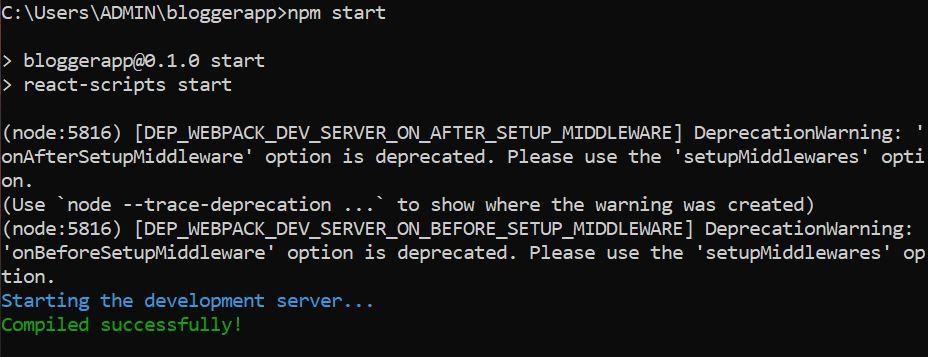 C:\Users\ADMIN\bloggerapp>npm start
> bloggerapp@0.1.0 start
> react-scripts start
(node:5816) [DEP_WEBPACK_DEV_SERVER_ON_AFTER_SETUP_MIDDLEWARE] DeprecationWarning: '
onAfterSetupMiddleware' option is deprecated. Please use the 'setupMiddlewares' opti
on.
(Use `node --trace-deprecation ...` to show where the warning was created)
(node:5816) [DEP_WEBPACK_DEV_SERVER_ON_BEFORE_SETUP_MIDDLEWARE] DeprecationWarning:
'onBeforeSetupMiddleware' option is deprecated. Please use the 'setupMiddlewares' op
tion.
Starting the development server...
Compiled successfully!